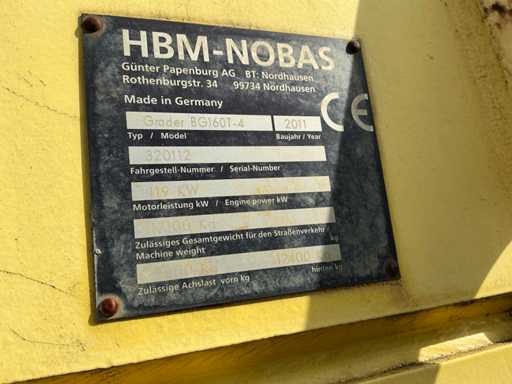 HBM-NOBAS
Günter Papenburg AG BT: Nordhausen
Rothenburgstr. 34 99734 Nordhausen
Made in Germany
CE
Grader BG160T-4 2011
Typ / Model Baujahr / Year
320112
Fahrgestell-Nummer / Serial-Number
119 KW
Motorleistung kW / Engine power kW
Zulässiges Gesamtgewicht für den Straßenverkehr kg
Machine weight
12400
Zulässige Achslast vorn kg hinten kg